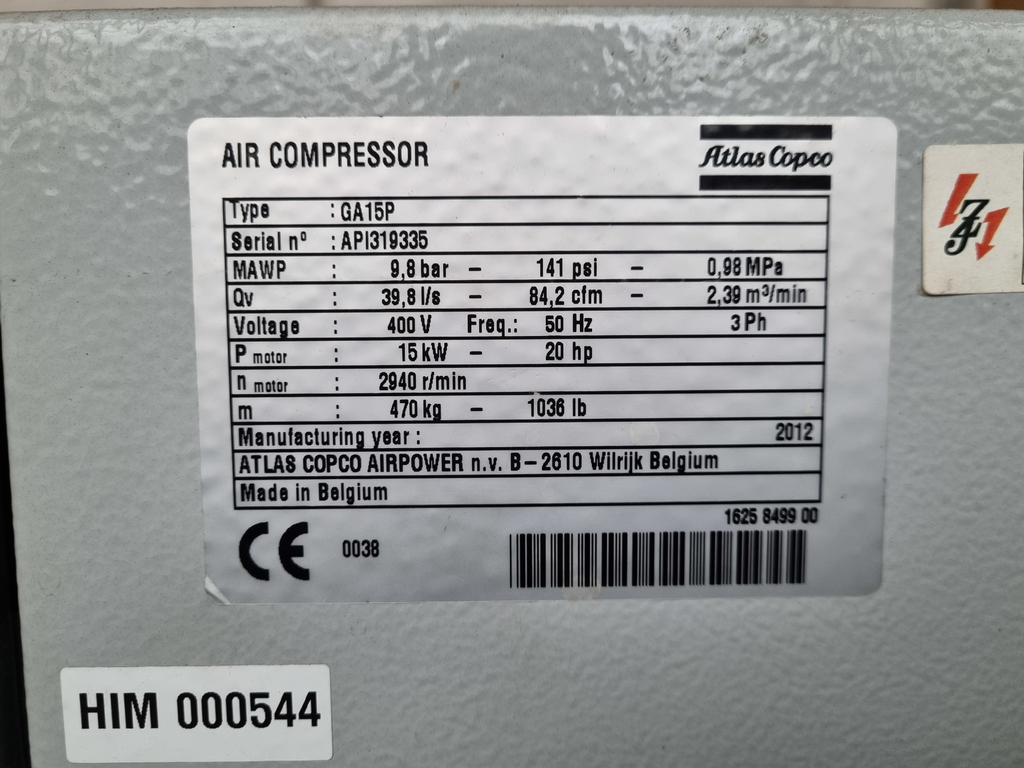 AIR COMPRESSOR
Atlas Copco
Type : GA15P
Serial nº : API319335
MAWP : 9,8 bar – 141 psi – 0,98 MPa
Qv : 39,8 l/s – 84,2 cfm – 2,39 m³/min
Voltage : 400 V Freq.: 50 Hz 3 Ph
P motor : 15 kW – 20 hp
n motor : 2940 r/min
m : 470 kg – 1036 lb
Manufacturing year : 2012
ATLAS COPCO AIRPOWER n.v. B – 2610 Wilrijk Belgium
Made in Belgium
1625 8499 00
CE 0038
HIM 000544